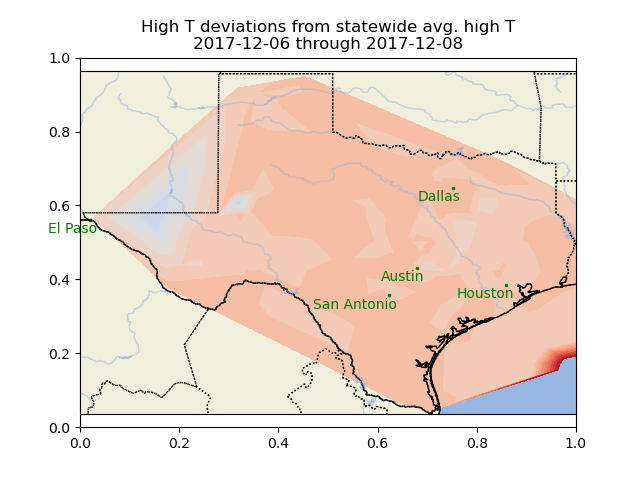 High T deviations from statewide avg. high T
2017-12-06 through 2017-12-08
1.0
0.8
0.6
0.4
0.2
0.0
Dallas
El Paso
Austin
Houston
San Antonio
0.0 0.2 0.4 0.6 0.8 1.0